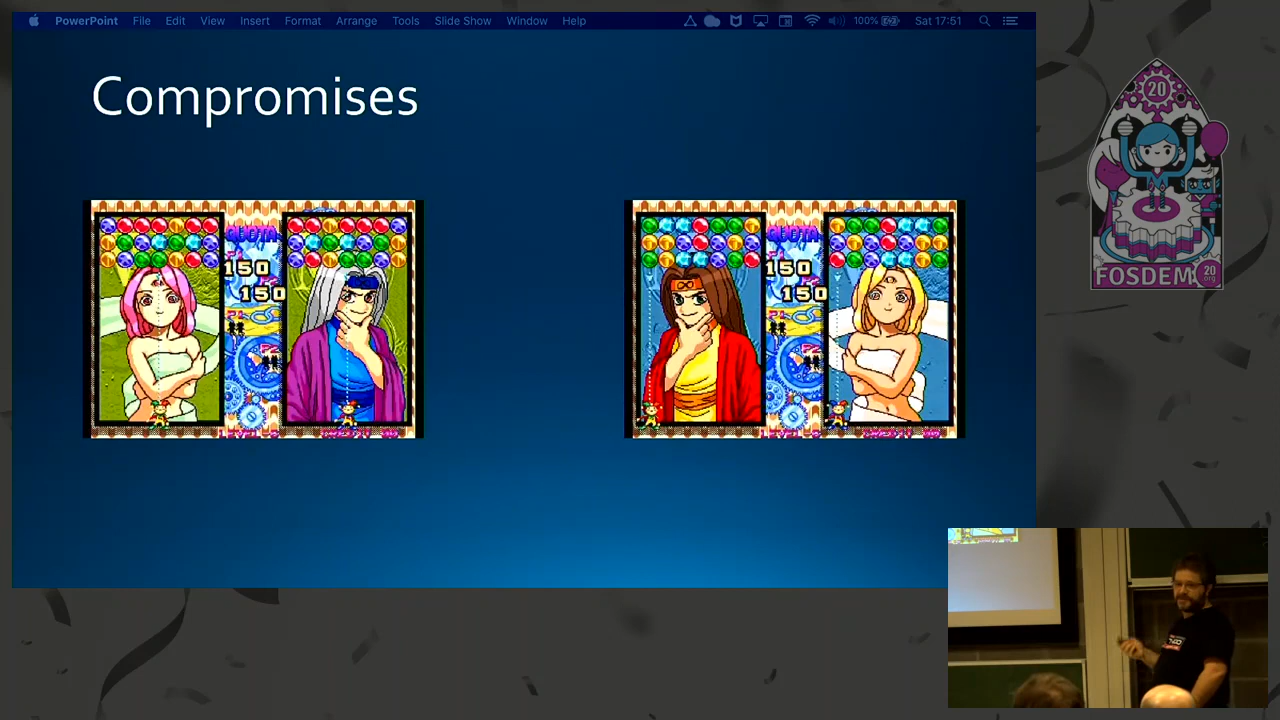 PowerPoint File Edit View Insert Format Arrange Tools Slide Show Window Help 100% Sat 17:51
Compromises
QUOTA
150
150
QUOTA
150
150
20
FOSDEM
20
.org